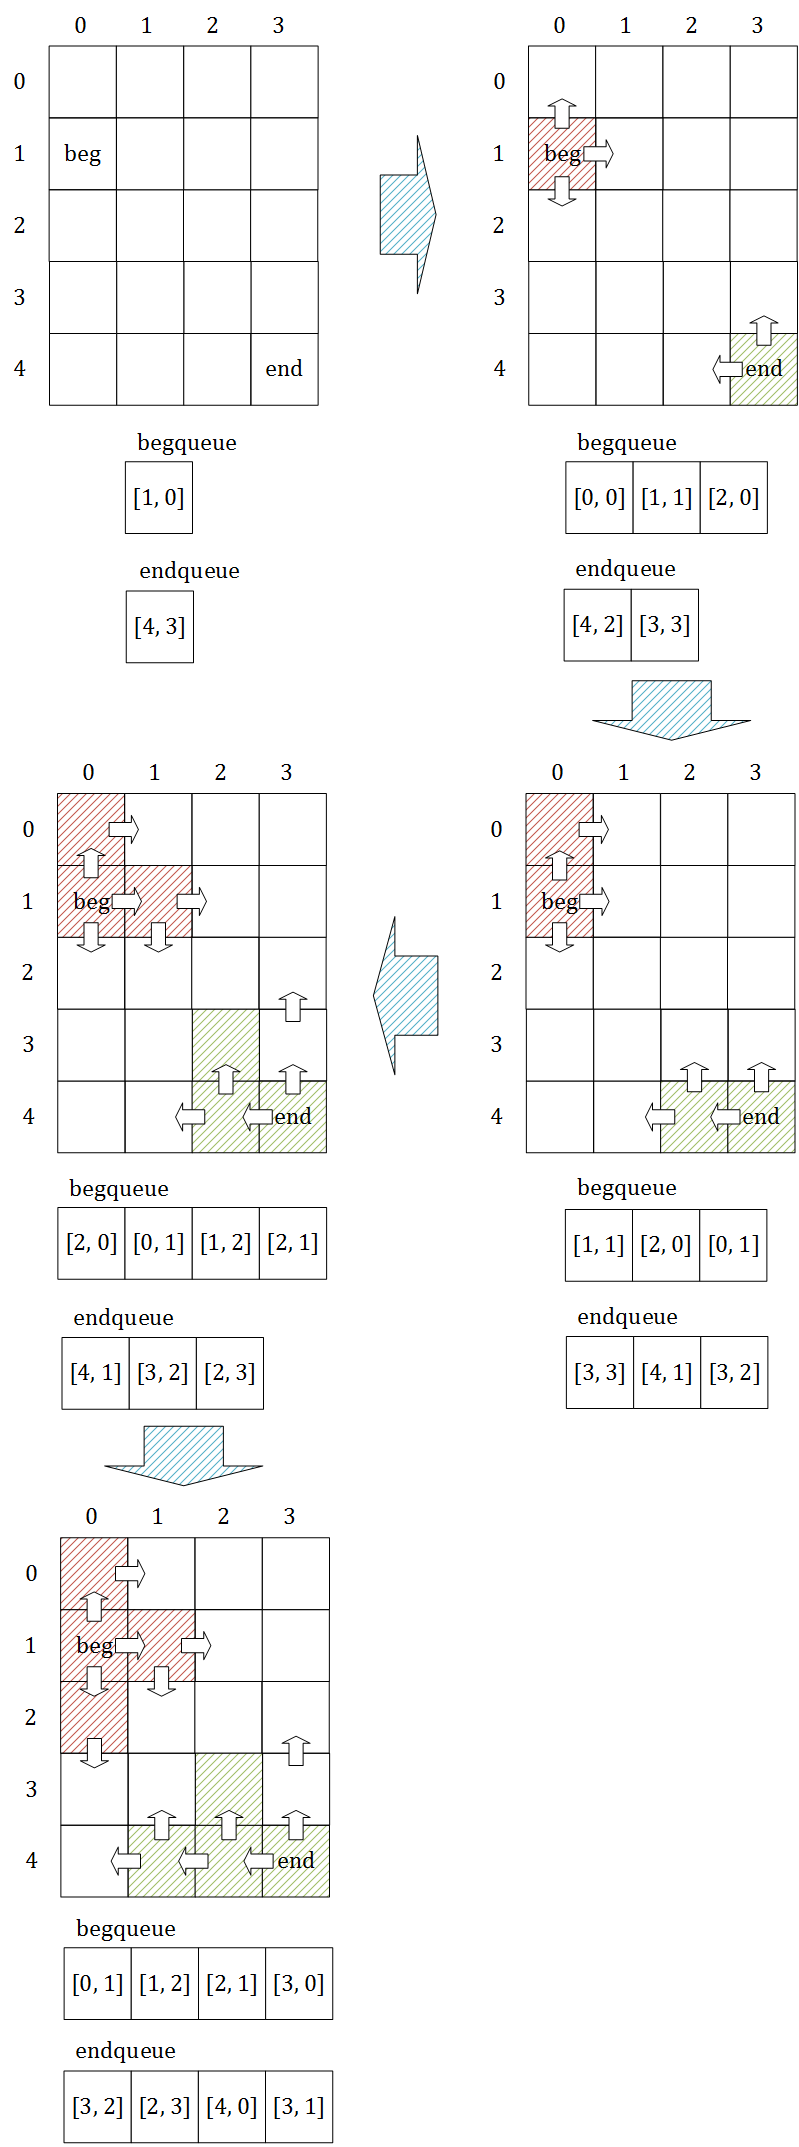 0 1 2 3
0
1 beg
2
3
4 end
begqueue
[1, 0]
endqueue
[4, 3]
0 1 2 3
0
1 beg
2
3
4 end
begqueue
[0, 0] [1, 1] [2, 0]
endqueue
[4, 2] [3, 3]
0 1 2 3
0
1 beg
2
3
4 end
begqueue
[1, 1] [2, 0] [0, 1]
endqueue
[3, 3] [4, 1] [3, 2]
0 1 2 3
0
1 beg
2
3
4 end
begqueue
[2, 0] [0, 1] [1, 2] [2, 1]
endqueue
[4, 1] [3, 2] [2, 3]
0 1 2 3
0
1 beg
2
3
4 end
begqueue
[0, 1] [1, 2] [2, 1] [3, 0]
endqueue
[3, 2] [2, 3] [4, 0] [3, 1]